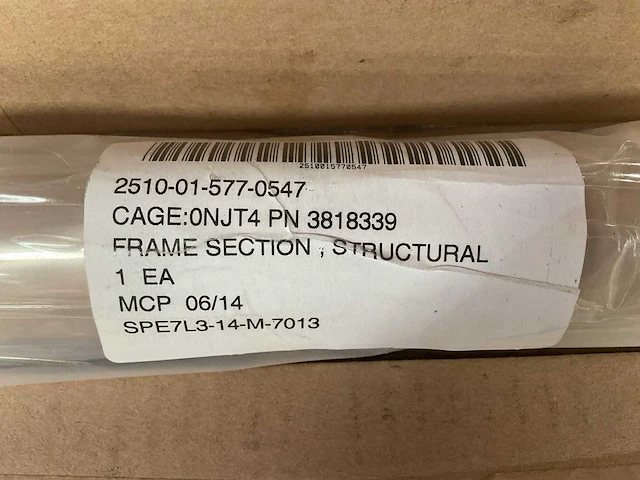 2510015770547
2510-01-577-0547
CAGE:0NJT4 PN 3818339
FRAME SECTION , STRUCTURAL
1 EA
MCP 06/14
SPE7L3-14-M-7013